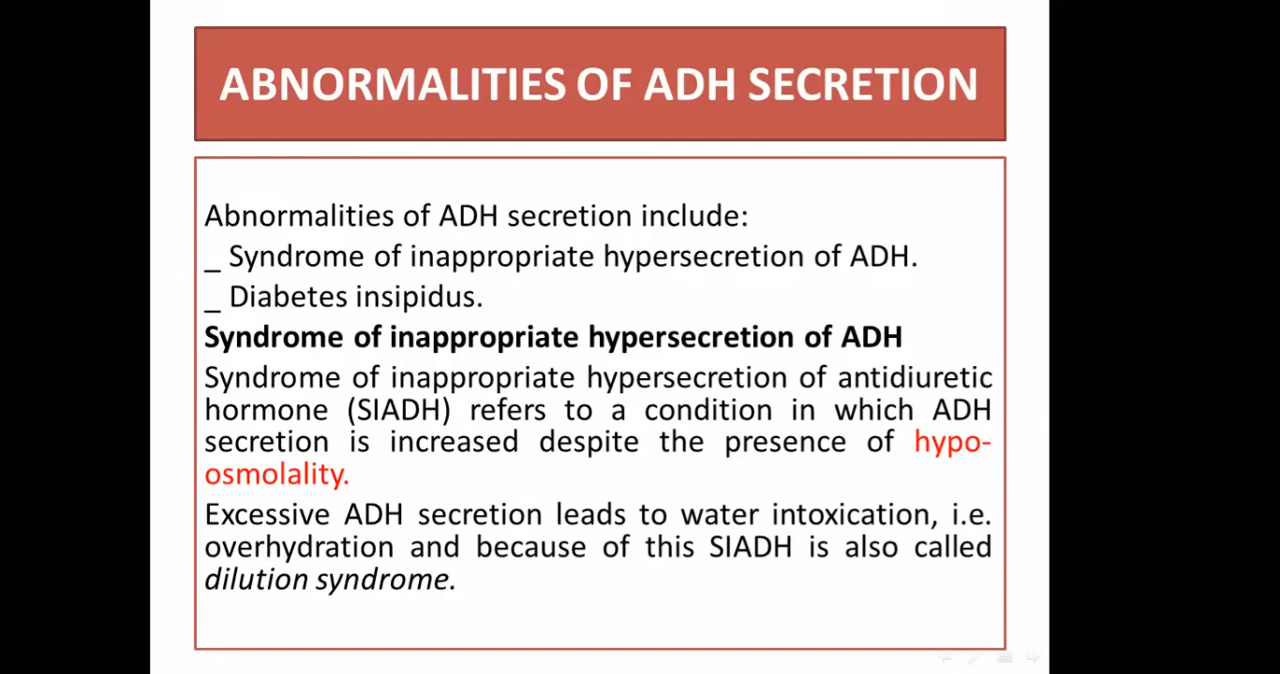 ABNORMALITIES OF ADH SECRETION
Abnormalities of ADH secretion include:
_ Syndrome of inappropriate hypersecretion of ADH.
_ Diabetes insipidus.
Syndrome of inappropriate hypersecretion of ADH
Syndrome of inappropriate hypersecretion of antidiuretic
hormone (SIADH) refers to a condition in which ADH
secretion is increased despite the presence of hypo-
osmolality.
Excessive ADH secretion leads to water intoxication, i.e.
overhydration and because of this SIADH is also called
dilution syndrome.